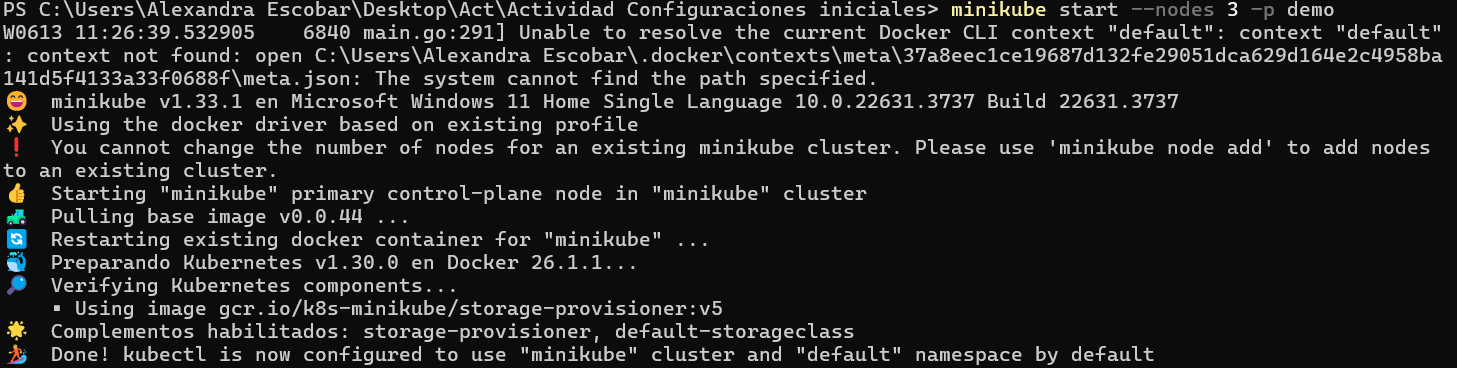 PS C:\Users\Alexandra Escobar\Desktop\Act\Actividad Configuraciones iniciales> minikube start --nodes 3 -p demo
W0613 11:26:39.532905    6840 main.go:291] Unable to resolve the current Docker CLI context "default": context "default"
: context not found: open C:\Users\Alexandra Escobar\.docker\contexts\meta\37a8eec1ce19687d132fe29051dca629d164e2c4958ba
141d5f4133a33f0688f\meta.json: The system cannot find the path specified.
😄  minikube v1.33.1 en Microsoft Windows 11 Home Single Language 10.0.22631.3737 Build 22631.3737
✨  Using the docker driver based on existing profile
❗  You cannot change the number of nodes for an existing minikube cluster. Please use 'minikube node add' to add nodes
to an existing cluster.
👍  Starting "minikube" primary control-plane node in "minikube" cluster
🚜  Pulling base image v0.0.44 ...
🔄  Restarting existing docker container for "minikube" ...
🐳  Preparando Kubernetes v1.30.0 en Docker 26.1.1...
🔎  Verifying Kubernetes components...
    ▪ Using image gcr.io/k8s-minikube/storage-provisioner:v5
🌟  Complementos habilitados: storage-provisioner, default-storageclass
🏄  Done! kubectl is now configured to use "minikube" cluster and "default" namespace by default